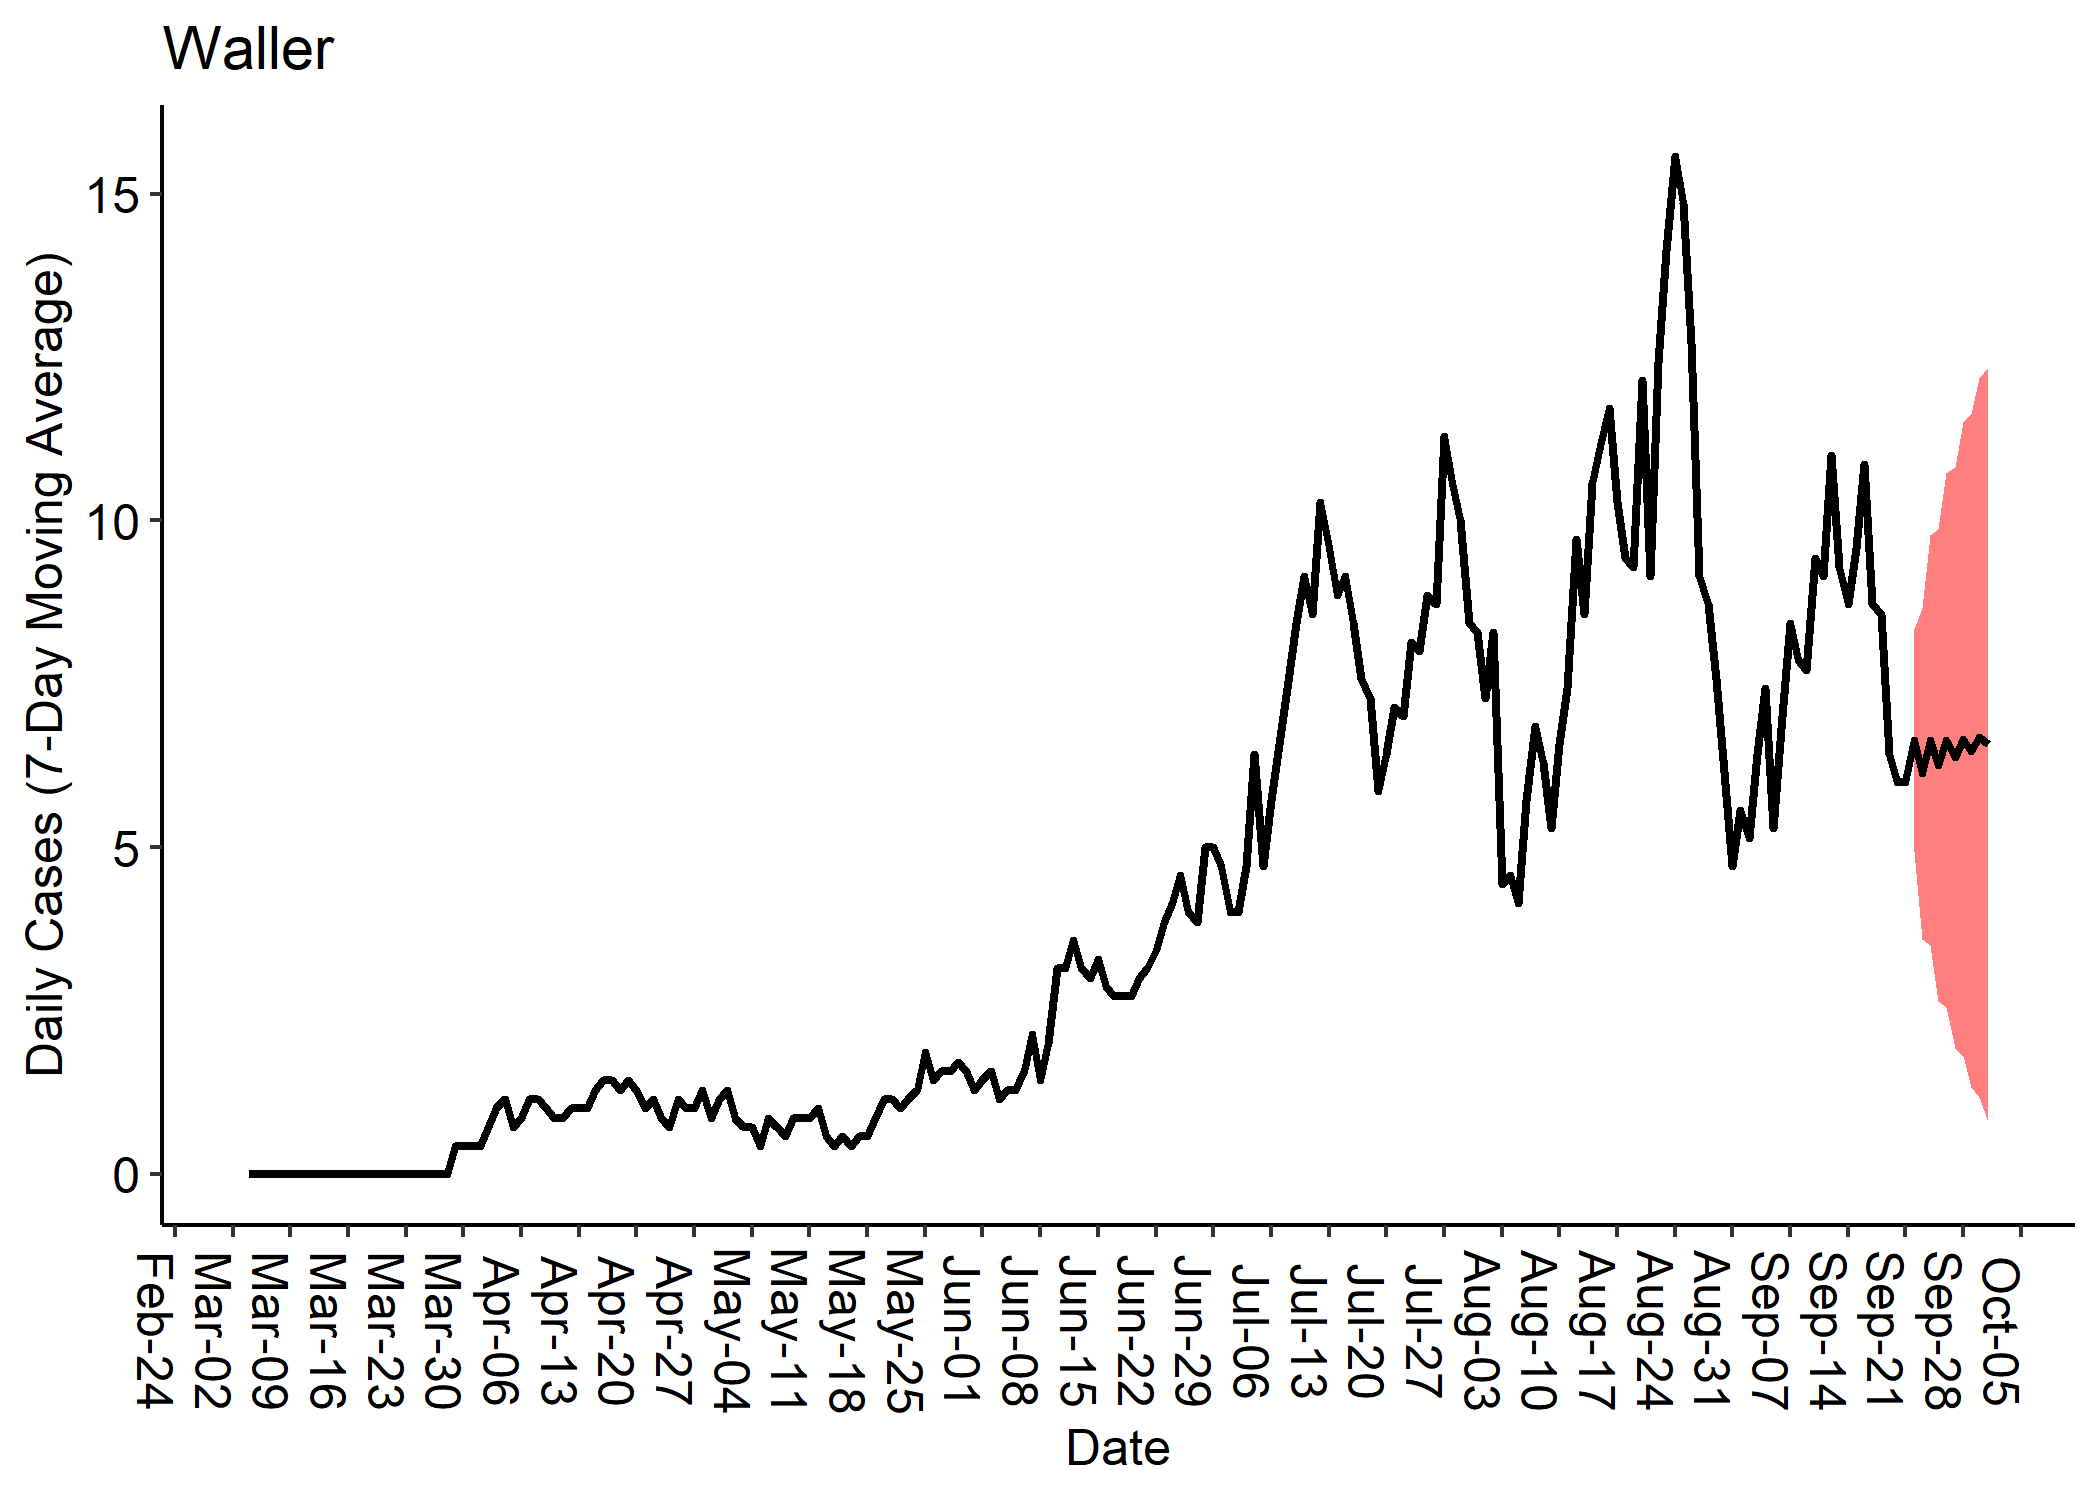 Waller
Daily Cases (7-Day Moving Average)
15
10
5
0
Feb-24
Mar-02
Mar-09
Mar-16
Mar-23
Mar-30
Apr-06
Apr-13
Apr-20
Apr-27
May-04
May-11
May-18
May-25
Jun-01
Jun-08
Jun-15
Jun-22
Jun-29
Jul-06
Jul-13
Jul-20
Jul-27
Aug-03
Aug-10
Aug-17
Aug-24
Aug-31
Sep-07
Sep-14
Sep-21
Sep-28
Oct-05
Date